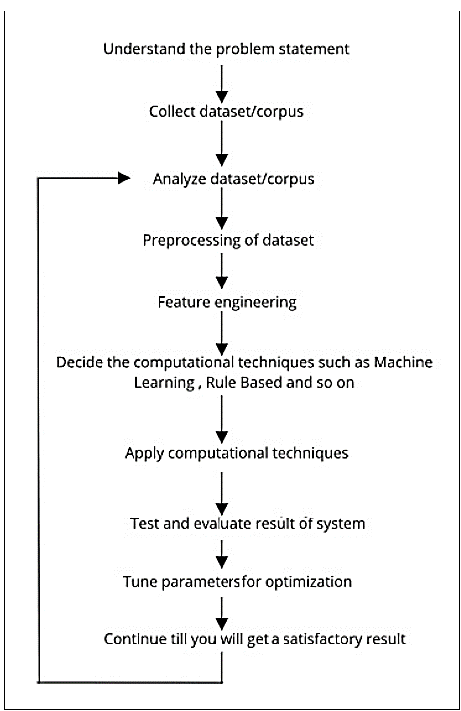 Understand the problem statement
Collect dataset/corpus
Analyze dataset/corpus
Preprocessing of dataset
Feature engineering
Decide the computational techniques such as Machine
Learning , Rule Based and so on
Apply computational techniques
Test and evaluate result of system
Tune parameters for optimization
Continue till you will get a satisfactory result